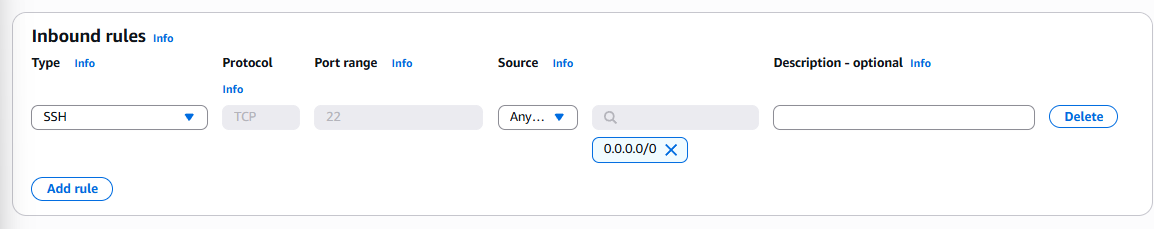 Inbound rules Info
Type Info Protocol Info Port range Info Source Info Description - optional Info
SSH TCP 22 Any... Delete
0.0.0.0/0
Add rule